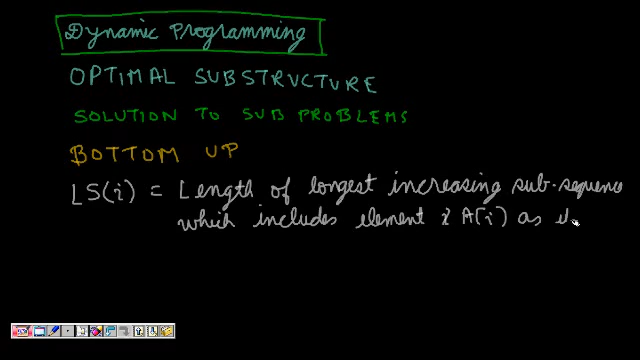 Dynamic Programming
OPTIMAL SUBSTRUCTURE
SOLUTION TO SUB PROBLEMS
BOTTOM UP
LS(i) = Length of longest increasing sub-sequence
which includes element i A(i) as